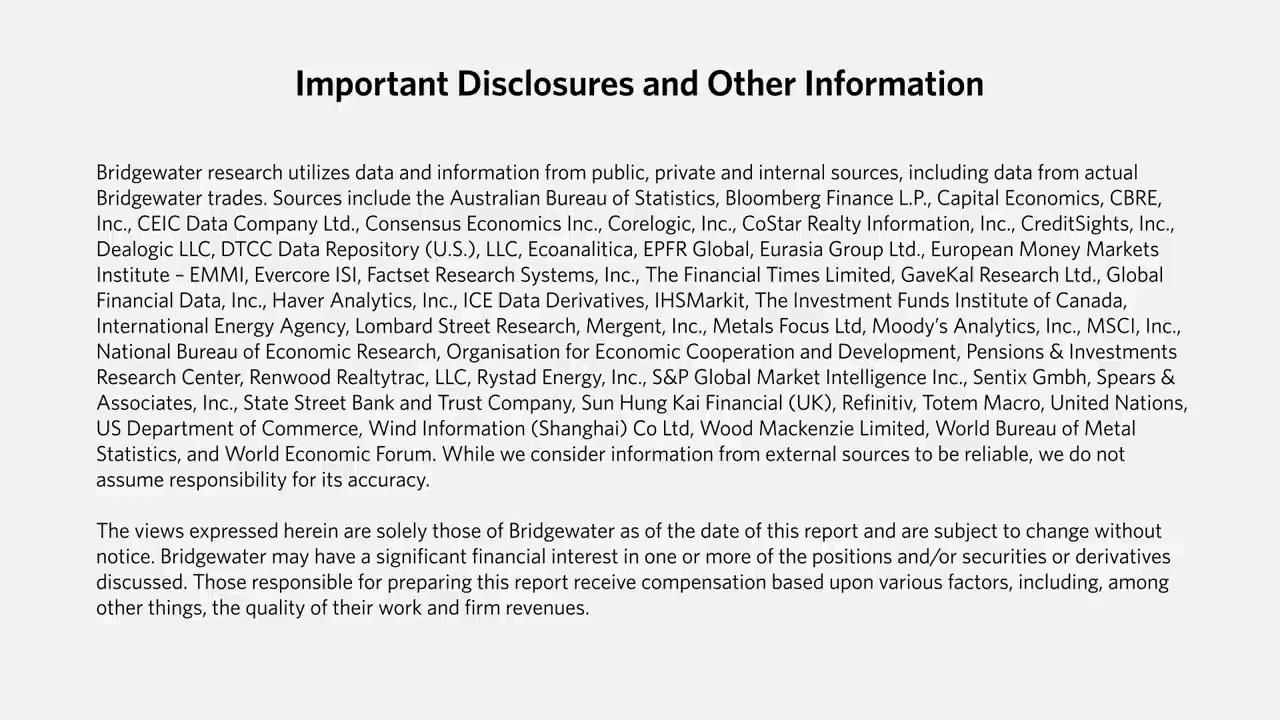 Important Disclosures and Other Information
Bridgewater research utilizes data and information from public, private and internal sources, including data from actual
Bridgewater trades. Sources include the Australian Bureau of Statistics, Bloomberg Finance L.P., Capital Economics, CBRE,
Inc., CEIC Data Company Ltd., Consensus Economics Inc., Corelogic, Inc., CoStar Realty Information, Inc., CreditSights, Inc.,
Dealogic LLC, DTCC Data Repository (U.S.), LLC, Ecoanalitica, EPFR Global, Eurasia Group Ltd., European Money Markets
Institute – EMMI, Evercore ISI, Factset Research Systems, Inc., The Financial Times Limited, GaveKal Research Ltd., Global
Financial Data, Inc., Haver Analytics, Inc., ICE Data Derivatives, IHSMarkit, The Investment Funds Institute of Canada,
International Energy Agency, Lombard Street Research, Mergent, Inc., Metals Focus Ltd, Moody's Analytics, Inc., MSCI, Inc.,
National Bureau of Economic Research, Organisation for Economic Cooperation and Development, Pensions & Investments
Research Center, Renwood Realtytrac, LLC, Rystad Energy, Inc., S&P Global Market Intelligence Inc., Sentix Gmbh, Spears &
Associates, Inc., State Street Bank and Trust Company, Sun Hung Kai Financial (UK), Refinitiv, Totem Macro, United Nations,
US Department of Commerce, Wind Information (Shanghai) Co Ltd, Wood Mackenzie Limited, World Bureau of Metal
Statistics, and World Economic Forum. While we consider information from external sources to be reliable, we do not
assume responsibility for its accuracy.
The views expressed herein are solely those of Bridgewater as of the date of this report and are subject to change without
notice. Bridgewater may have a significant financial interest in one or more of the positions and/or securities or derivatives
discussed. Those responsible for preparing this report receive compensation based upon various factors, including, among
other things, the quality of their work and firm revenues.